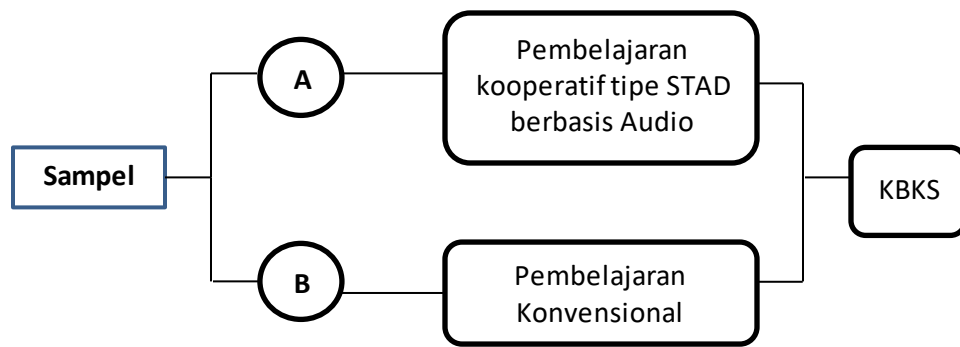 Sampel
A
Pembelajaran
kooperatif tipe STAD
berbasis Audio
B
Pembelajaran
Konvensional
KBKS